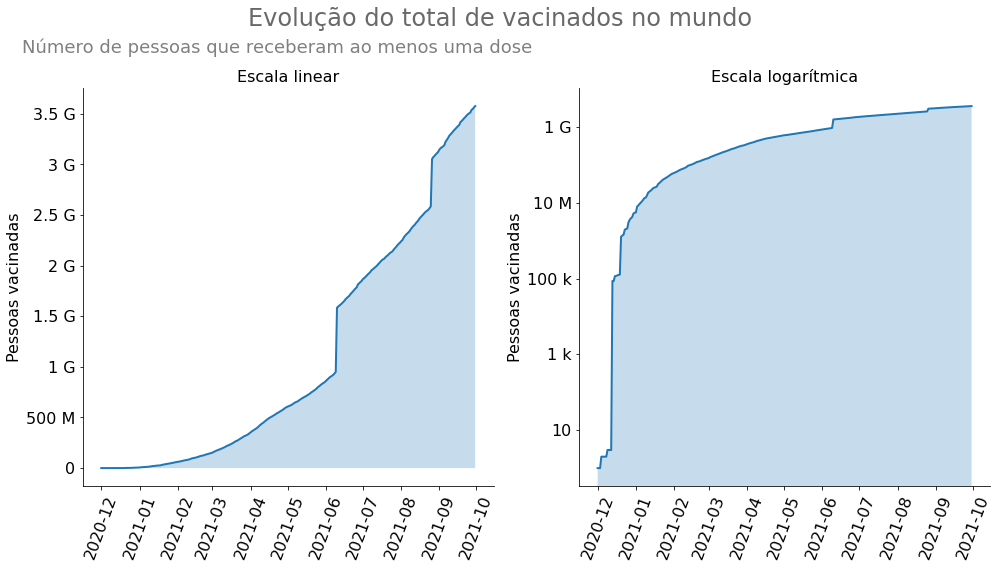 Evolução do total de vacinados no mundo
Número de pessoas que receberam ao menos uma dose
Escala linear
Pessoas vacinadas
3.5 G
3 G
2.5 G
2 G
1.5 G
1 G
500 M
0
2020-12
2021-01
2021-02
2021-03
2021-04
2021-05
2021-06
2021-07
2021-08
2021-09
2021-10
Escala logarítmica
Pessoas vacinadas
1 G
10 M
100 k
1 k
10
2020-12
2021-01
2021-02
2021-03
2021-04
2021-05
2021-06
2021-07
2021-08
2021-09
2021-10